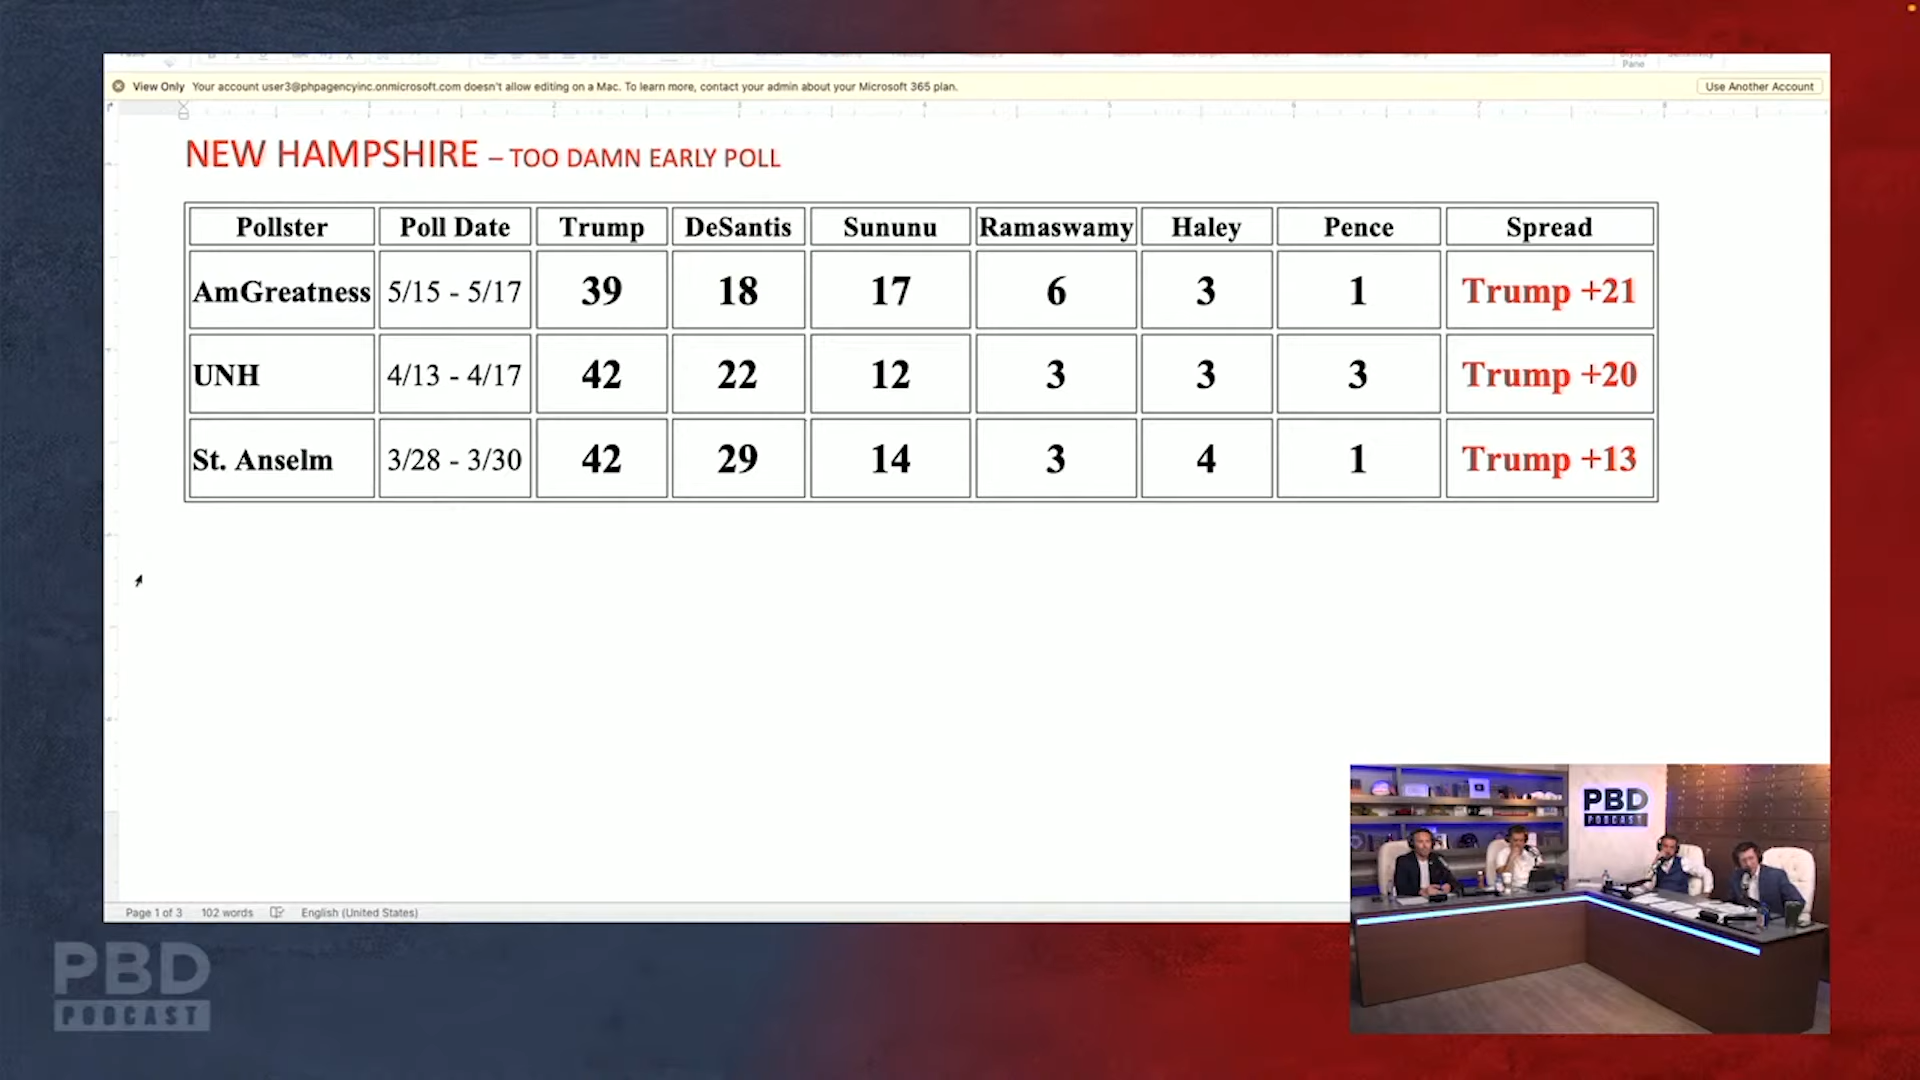 Pane
View Only Your account user3@phpagencyinc.onmicrosoft.com doesn't allow editing on a Mac. To learn more, contact your admin about your Microsoft 365 plan. Use Another Account
NEW HAMPSHIRE – TOO DAMN EARLY POLL
Pollster Poll Date Trump DeSantis Sununu Ramaswamy Haley Pence Spread
AmGreatness 5/15 - 5/17 39 18 17 6 3 1 Trump +21
UNH 4/13 - 4/17 42 22 12 3 3 3 Trump +20
St. Anselm 3/28 - 3/30 42 29 14 3 4 1 Trump +13
Page 1 of 3 102 words English (United States)
PBD
PODCAST
PBD
PODCAST